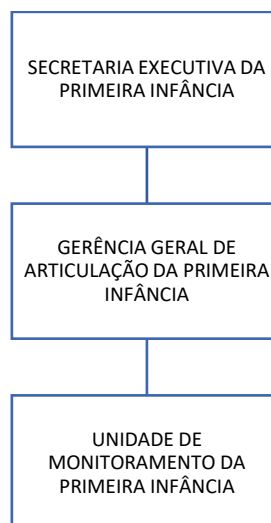 SECRETARIA EXECUTIVA DA
PRIMEIRA INFÂNCIA
GERÊNCIA GERAL DE
ARTICULAÇÃO DA PRIMEIRA
INFÂNCIA
UNIDADE DE
MONITORAMENTO DA
PRIMEIRA INFÂNCIA